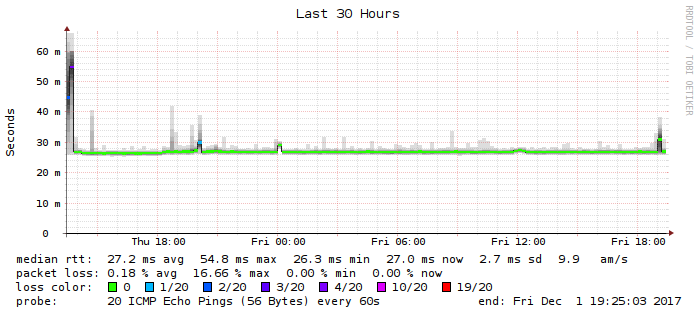 Last 30 Hours
RRDTOOL / TOBI OETIKER
Seconds
60 m
50 m
40 m
30 m
20 m
10 m
0
Thu 18:00 Fri 00:00 Fri 06:00 Fri 12:00 Fri 18:00
median rtt: 27.2 ms avg 54.8 ms max 26.3 ms min 27.0 ms now 2.7 ms sd 9.9 am/s
packet loss: 0.18 % avg 16.66 % max 0.00 % min 0.00 % now
loss color: 0 1/20 2/20 3/20 4/20 10/20 19/20
probe: 20 ICMP Echo Pings (56 Bytes) every 60s end: Fri Dec 1 19:25:03 2017